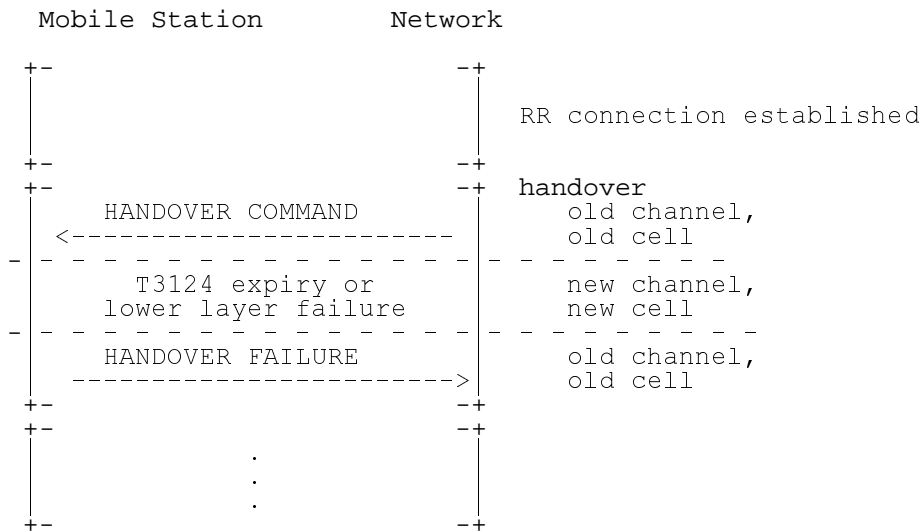 Mobile Station Network
+- -+
RR connection established
+- -+
+- -+ handover
HANDOVER COMMAND old channel,
<------------------------ old cell
- - - - - - - - - - - - - - - - - - - - - - -
T3124 expiry or new channel,
lower layer failure new cell
- - - - - - - - - - - - - - - - - - - - - - - -
HANDOVER FAILURE old channel,
------------------------> old cell
+- -+
+- -+
.
.
.
+- -+